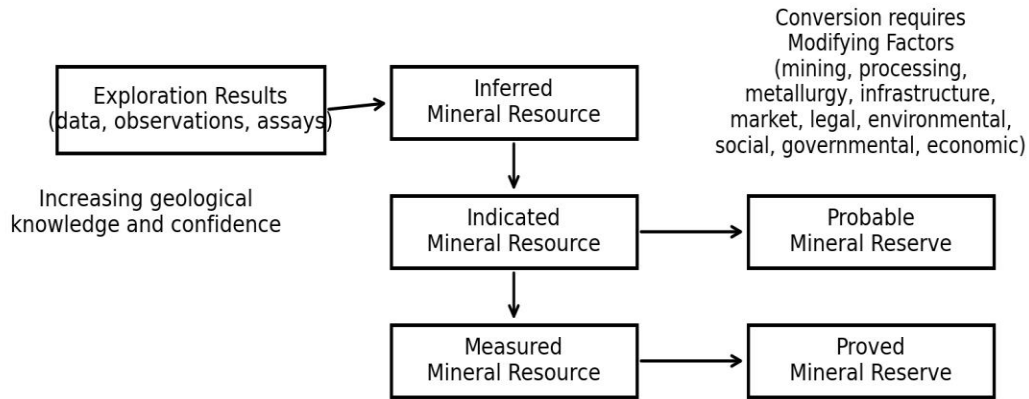 Exploration Results
(data, observations, assays)
Inferred
Mineral Resource
Conversion requires
Modifying Factors
(mining, processing,
metallurgy, infrastructure,
market, legal, environmental,
social, governmental, economic)
Increasing geological
knowledge and confidence
Indicated
Mineral Resource
Probable
Mineral Reserve
Measured
Mineral Resource
Proved
Mineral Reserve